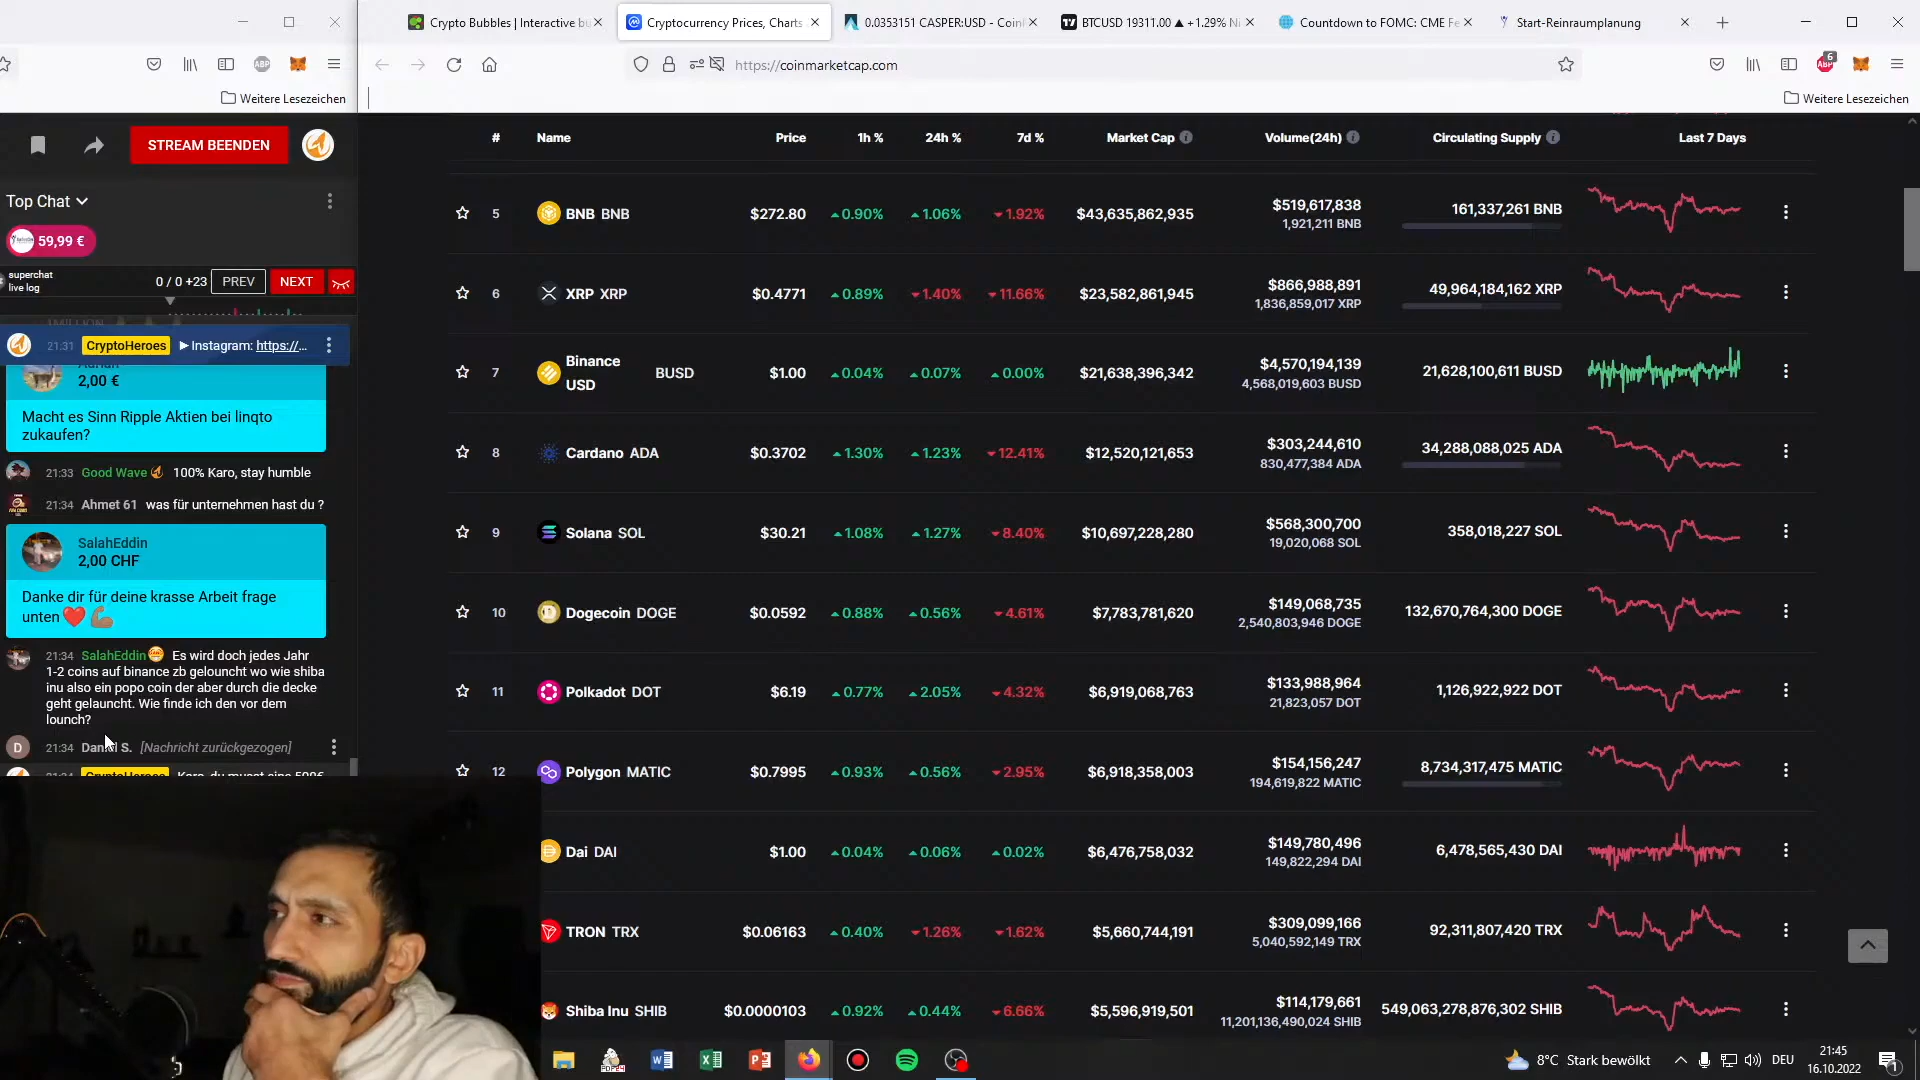 Crypto Bubbles | Interactive bu
Cryptocurrency Prices, Charts
0.0353151 CASPER:USD - Coin
BTCUSD 19311.00 ▲ +1.29% Ni
Countdown to FOMC: CME Fe
Start-Reinraumplanung
https://coinmarketcap.com
ABP
ABP
6
Weitere Lesezeichen
Weitere Lesezeichen
STREAM BEENDEN
Top Chat
59,99 €
superchat
live log
0 / 0 +23
PREV
NEXT
21:31 CryptoHeroes ►Instagram: https://...
2,00 €
Macht es Sinn Ripple Aktien bei linqto
zukaufen?
21:33 Good Wave 100% Karo, stay humble
21:34 Ahmet 61 was für unternehmen hast du ?
SalahEddin
2,00 CHF
Danke dir für deine krasse Arbeit frage
unten ❤️💪🏽
21:34 SalahEddin Es wird doch jedes Jahr
1-2 coins auf binance zb gelouncht wo wie shiba
inu also ein popo coin der aber durch die decke
geht gelauncht. Wie finde ich den vor dem
lounch?
D
21:34 Daniel S. [Nachricht zurückgezogen]
# Name Price 1h % 24h % 7d % Market Cap Volume(24h) Circulating Supply Last 7 Days
5 BNB BNB $272.80 0.90% 1.06% 1.92% $43,635,862,935 $519,617,838 161,337,261 BNB
1,921,211 BNB
6 XRP XRP $0.4771 0.89% 1.40% 11.66% $23,582,861,945 $866,988,891 49,964,184,162 XRP
1,836,859,017 XRP
7 Binance USD BUSD $1.00 0.04% 0.07% 0.00% $21,638,396,342 $4,570,194,139 21,628,100,611 BUSD
4,568,019,603 BUSD
8 Cardano ADA $0.3702 1.30% 1.23% 12.41% $12,520,121,653 $303,244,610 34,288,088,025 ADA
830,477,384 ADA
9 Solana SOL $30.21 1.08% 1.27% 8.40% $10,697,228,280 $568,300,700 358,018,227 SOL
19,020,068 SOL
10 Dogecoin DOGE $0.0592 0.88% 0.56% 4.61% $7,783,781,620 $149,068,735 132,670,764,300 DOGE
2,540,803,946 DOGE
11 Polkadot DOT $6.19 0.77% 2.05% 4.32% $6,919,068,763 $133,988,964 1,126,922,922 DOT
21,823,057 DOT
12 Polygon MATIC $0.7995 0.93% 0.56% 2.95% $6,918,358,003 $154,156,247 8,734,317,475 MATIC
194,619,822 MATIC
Dai DAI $1.00 0.04% 0.06% 0.02% $6,476,758,032 $149,780,496 6,478,565,430 DAI
149,822,294 DAI
TRON TRX $0.06163 0.40% 1.26% 1.62% $5,660,744,191 $309,099,166 92,311,807,420 TRX
5,040,592,149 TRX
Shiba Inu SHIB $0.0000103 0.92% 0.44% 6.66% $5,596,919,501 $114,179,661 549,063,278,876,302 SHIB
11,201,136,490,024 SHIB
8°C Stark bewölkt
DEU
21:45
16.10.2022
1